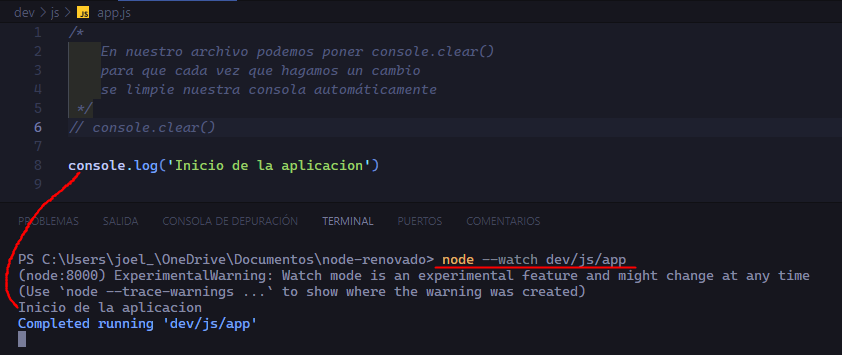 dev > js > JS app.js
1 /*
2 En nuestro archivo podemos poner console.clear()
3 para que cada vez que hagamos un cambio
4 se limpie nuestra consola automáticamente
5 */
6 // console.clear()
7
8 console.log('Inicio de la aplicacion')
9
PROBLEMAS SALIDA CONSOLA DE DEPURACIÓN TERMINAL PUERTOS COMENTARIOS
PS C:\Users\joel_\OneDrive\Documentos\node-renovado> node --watch dev/js/app
(node:8000) ExperimentalWarning: Watch mode is an experimental feature and might change at any time
(Use `node --trace-warnings ...` to show where the warning was created)
Inicio de la aplicacion
Completed running 'dev/js/app'